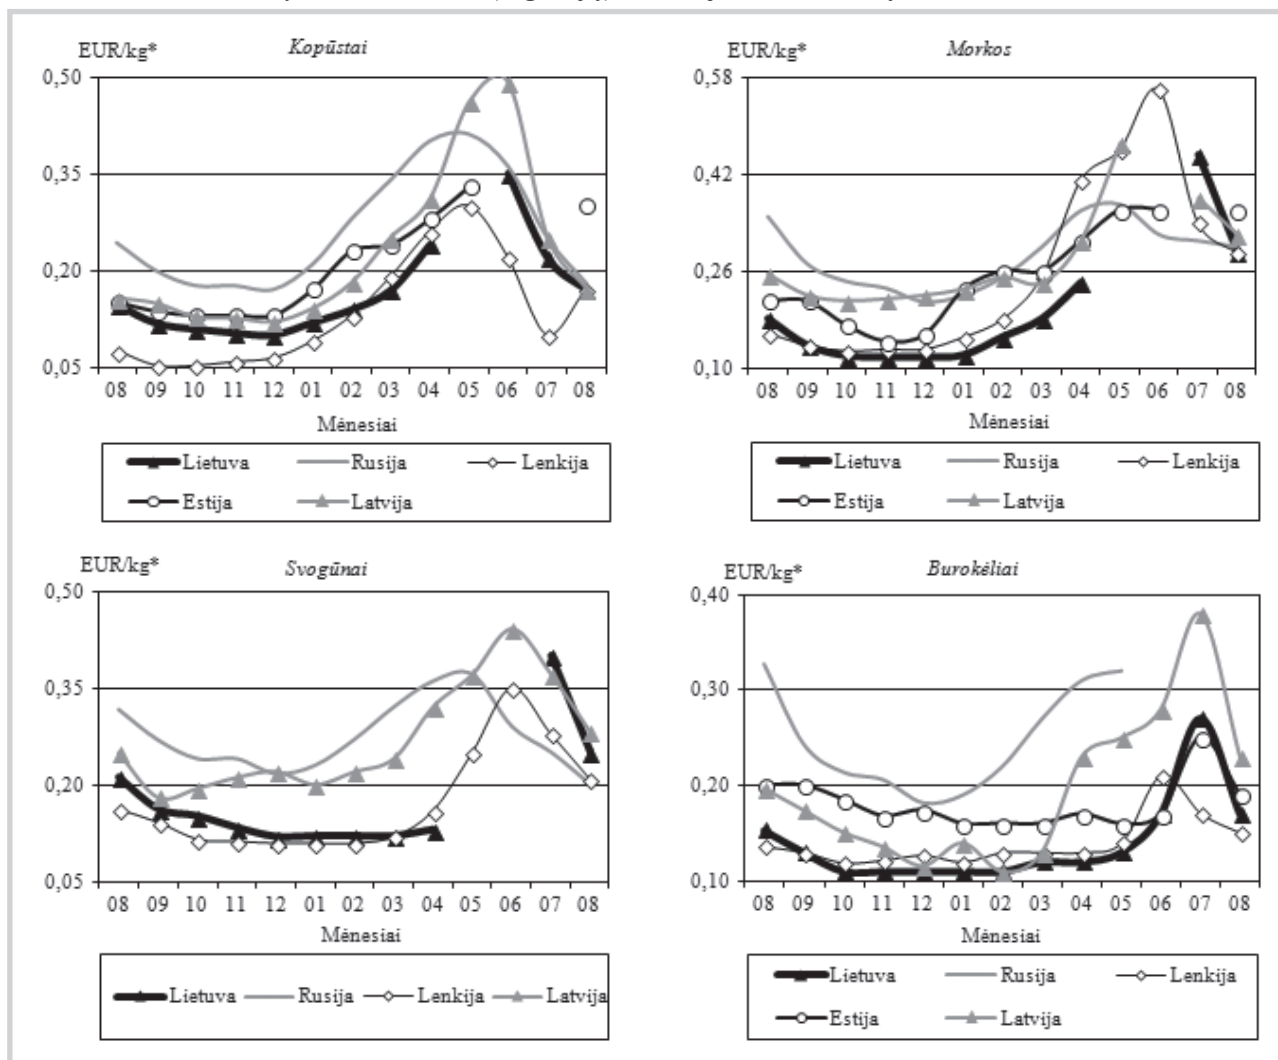 EUR/kg*
Kopūstai
0,50
0,35
0,20
0,05
08 09 10 11 12 01 02 03 04 05 06 07 08
Mėnesiai
Lietuva Rusija Lenkija
Estija Latvija
EUR/kg*
Morkos
0,58
0,42
0,26
0,10
08 09 10 11 12 01 02 03 04 05 06 07 08
Mėnesiai
Lietuva Rusija Lenkija
Estija Latvija
EUR/kg*
Svogūnai
0,50
0,35
0,20
0,05
08 09 10 11 12 01 02 03 04 05 06 07 08
Mėnesiai
Lietuva Rusija Lenkija Latvija
EUR/kg*
Burokėliai
0,40
0,30
0,20
0,10
08 09 10 11 12 01 02 03 04 05 06 07 08
Mėnesiai
Lietuva Rusija Lenkija
Estija Latvija